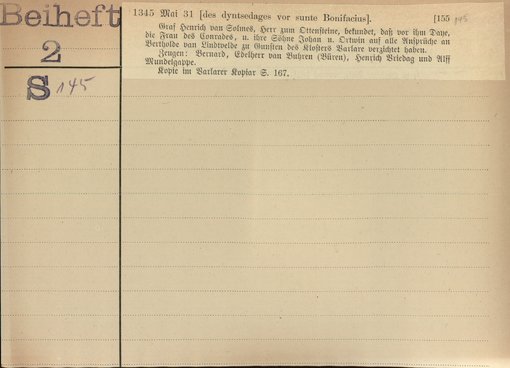 Beiheft
2
S 145
1345 Mai 31 [des dyntsedages vor sunte Bonifacius]. [155 145
Graf Henrich van Solmes, Herr zum Ottensteine, bekundet, daß vor ihm Daye,
die Frau des Conrades, u. ihre Söhne Johan u. Ortwin auf alle Ansprüche an
Bertholde van Lindwelde zu Gunsten des Klosters Varlare verzichtet haben.
Zeugen: Bernard, Edelherr van Buhren (Büren), Henrich Vriedag und Alff
Mundelgappe.
Kopie im Varlarer Kopiar S. 167.